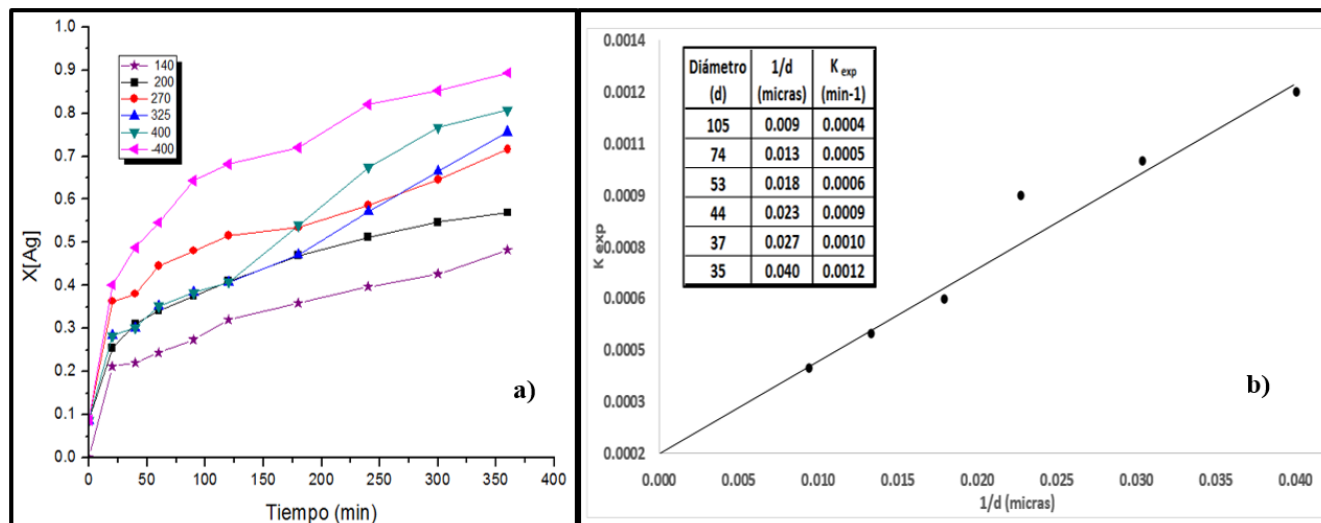 1.0
0.9
0.8
0.7
0.6
0.5
0.4
0.3
0.2
0.1
0.0
X[Ag]
140
200
270
325
400
-400
a)
0 50 100 150 200 250 300 350 400
Tiempo (min)
0.0014
0.0012
0.0011
0.0009
0.0008
0.0006
0.0005
0.0003
0.0002
K exp
Diámetro (d) 1/d (micras) K exp (min-1)
105 0.009 0.0004
74 0.013 0.0005
53 0.018 0.0006
44 0.023 0.0009
37 0.027 0.0010
35 0.040 0.0012
b)
0.000 0.005 0.010 0.015 0.020 0.025 0.030 0.035 0.040
1/d (micras)